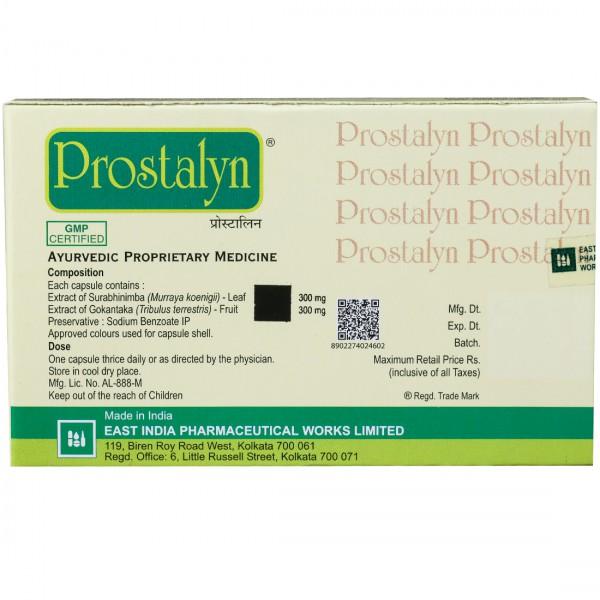 Prostalyn ®
प्रोस्टालिन
GMP
CERTIFIED
AYURVEDIC PROPRIETARY MEDICINE
Composition
Each capsule contains :
Extract of Surabhinimba (Murraya koenigii) - Leaf 300 mg
Extract of Gokantaka (Tribulus terrestris) - Fruit 300 mg
Preservative : Sodium Benzoate IP
Approved colours used for capsule shell.
Dose
One capsule thrice daily or as directed by the physician.
Store in cool dry place.
Mfg. Lic. No. AL-888-M
Keep out of the reach of Children
Prostalyn Prostalyn
Prostalyn Prostalyn
Prostalyn Prostalyn
Prostalyn Prostalyn
EAST
PHAR
WORKS
8902274024602
Mfg. Dt.
Exp. Dt.
Batch.
Maximum Retail Price Rs.
(inclusive of all Taxes)
® Regd. Trade Mark
Made in India
EAST INDIA PHARMACEUTICAL WORKS LIMITED
119, Biren Roy Road West, Kolkata 700 061
Regd. Office: 6, Little Russell Street, Kolkata 700 071